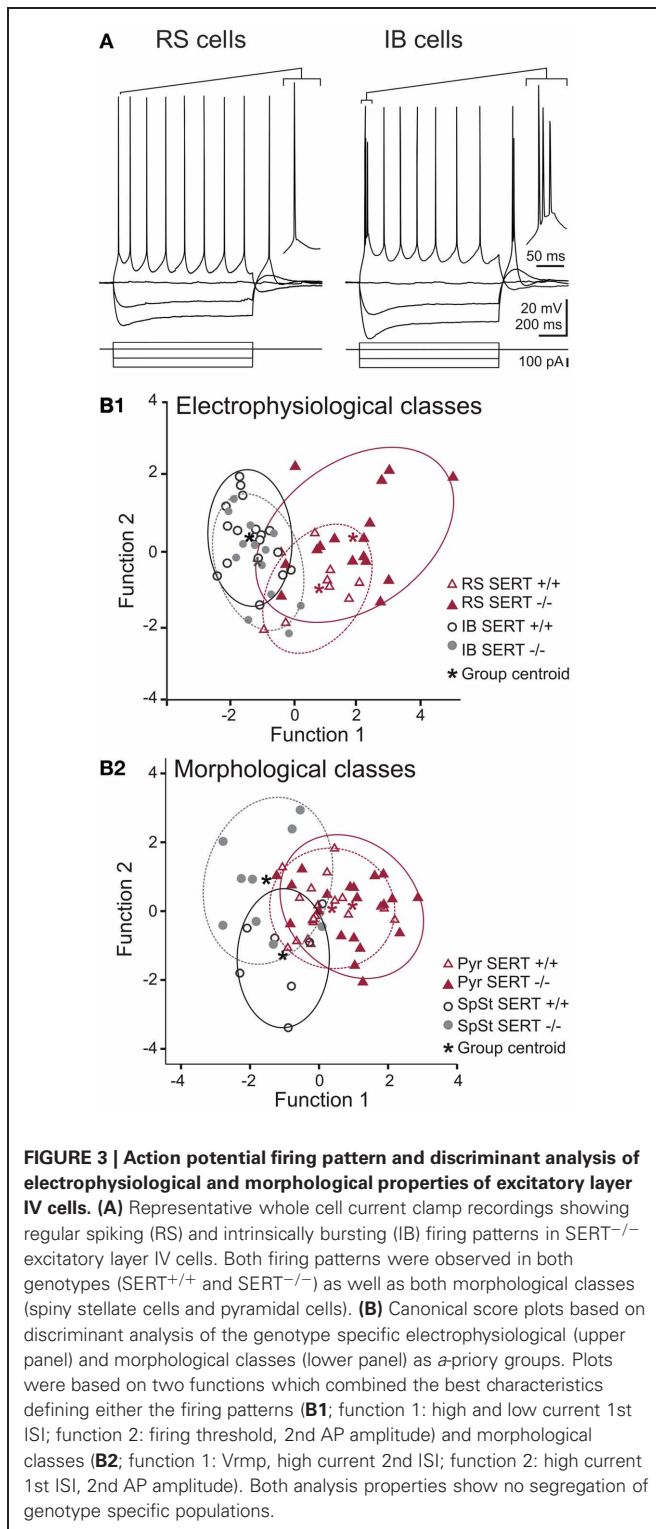 A RS cells IB cells
50 ms
20 mV
200 ms
100 pA
B1 Electrophysiological classes
4
2
0
-2
-4
Function 2
-2 0 2 4
Function 1
RS SERT +/+
RS SERT -/-
IB SERT +/+
IB SERT -/-
* Group centroid
B2 Morphological classes
4
2
0
-2
-4
Function 2
-4 -2 0 2 4
Function 1
Pyr SERT +/+
Pyr SERT -/-
SpSt SERT +/+
SpSt SERT -/-
* Group centroid
FIGURE 3 | Action potential firing pattern and discriminant analysis of
electrophysiological and morphological properties of excitatory layer
IV cells. (A) Representative whole cell current clamp recordings showing
regular spiking (RS) and intrinsically bursting (IB) firing patterns in SERT−/−
excitatory layer IV cells. Both firing patterns were observed in both
genotypes (SERT+/+ and SERT−/−) as well as both morphological classes
(spiny stellate cells and pyramidal cells). (B) Canonical score plots based on
discriminant analysis of the genotype specific electrophysiological (upper
panel) and morphological classes (lower panel) as a-priory groups. Plots
were based on two functions which combined the best characteristics
defining either the firing patterns (B1; function 1: high and low current 1st
ISI; function 2: firing threshold, 2nd AP amplitude) and morphological
classes (B2; function 1: Vrmp, high current 2nd ISI; function 2: high current
1st ISI, 2nd AP amplitude). Both analysis properties show no segregation of
genotype specific populations.